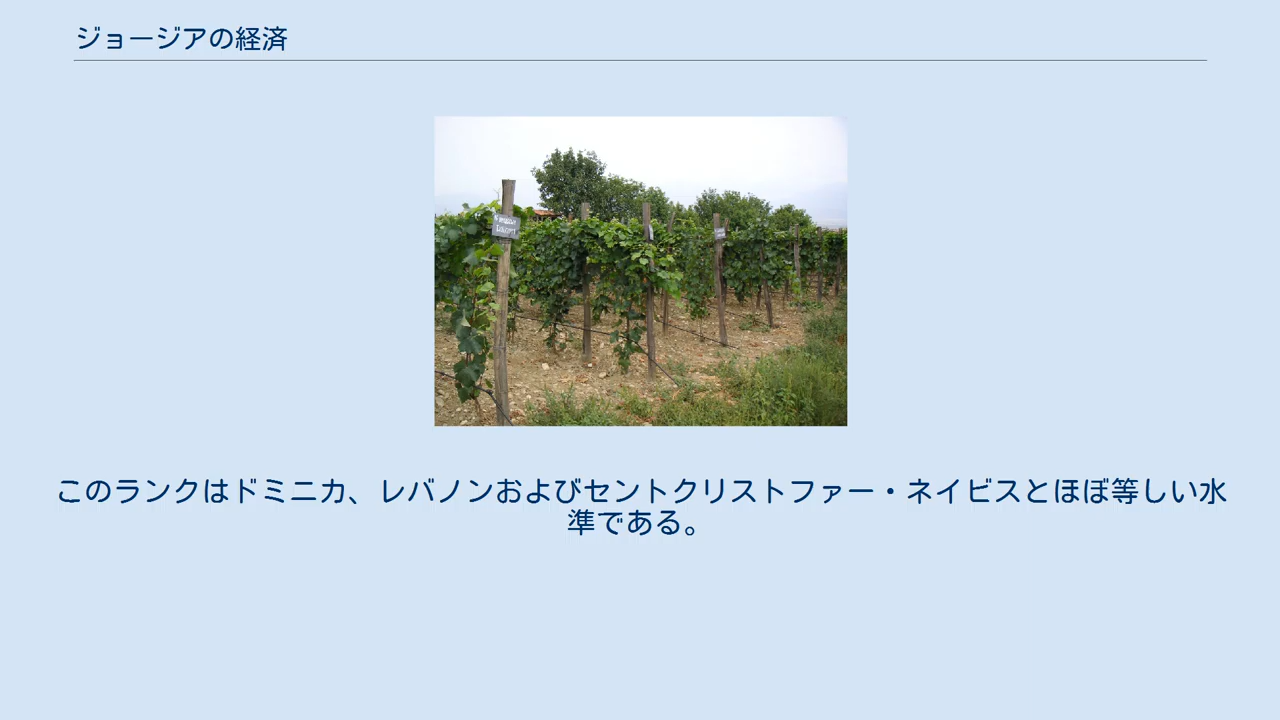 ジョージアの経済
このランクはドミニカ、レバノンおよびセントクリストファー・ネイビスとほぼ等しい水
準である。